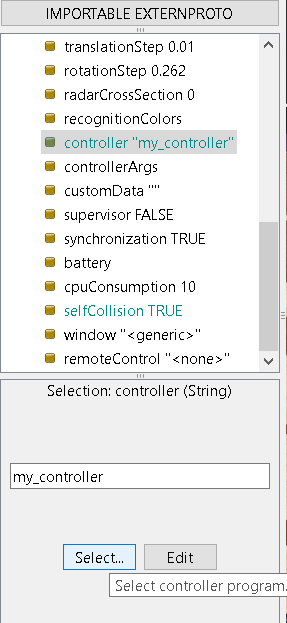 IMPORTABLE EXTERNPROTO
translationStep 0.01
rotationStep 0.262
radarCrossSection 0
recognitionColors
controller "my_controller"
controllerArgs
customData ""
supervisor FALSE
synchronization TRUE
battery
cpuConsumption 10
selfCollision TRUE
window "<generic>"
remoteControl "<none>"
Selection: controller (String)
my_controller
Select... Edit
Select controller program.